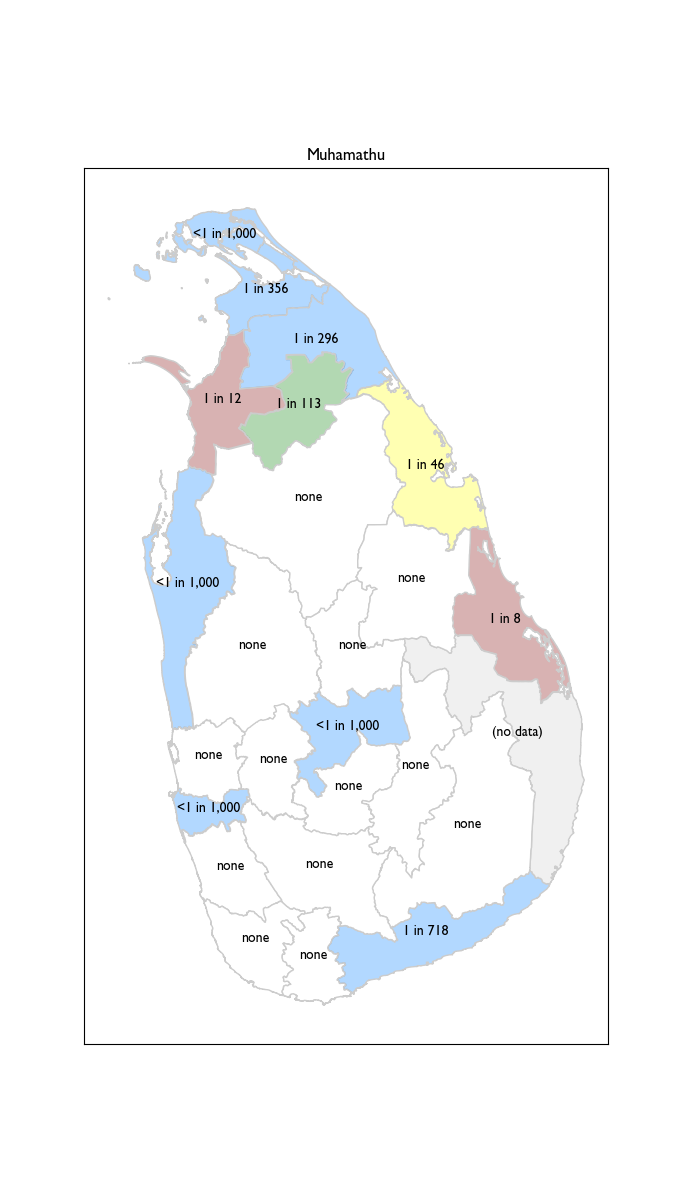 Muhamathu
<1 in 1,000
1 in 356
1 in 296
1 in 12
1 in 113
1 in 46
none
none
<1 in 1,000
1 in 8
none
none
<1 in 1,000
(no data)
none
none
none
none
<1 in 1,000
none
none
none
1 in 718
none
none